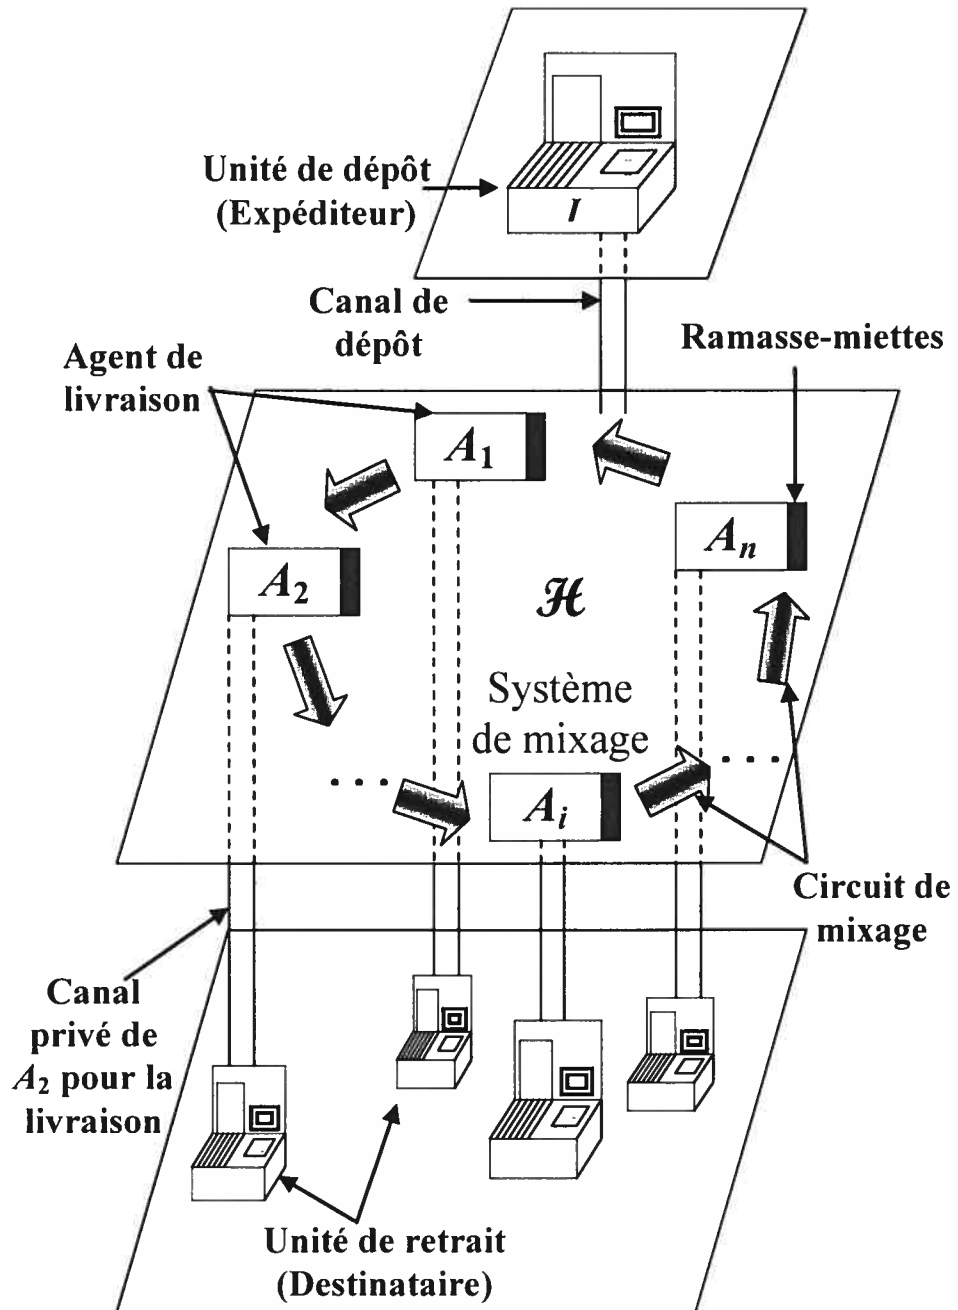 Unité de dépôt
(Expéditeur)
I
Canal de
dépôt
Ramasse-miettes
Agent de
livraison
A1
A2
An
ℋ
Système
de mixage
...
...
Ai
Circuit de
mixage
Canal
privé de
A2 pour la
livraison
Unité de retrait
(Destinataire)